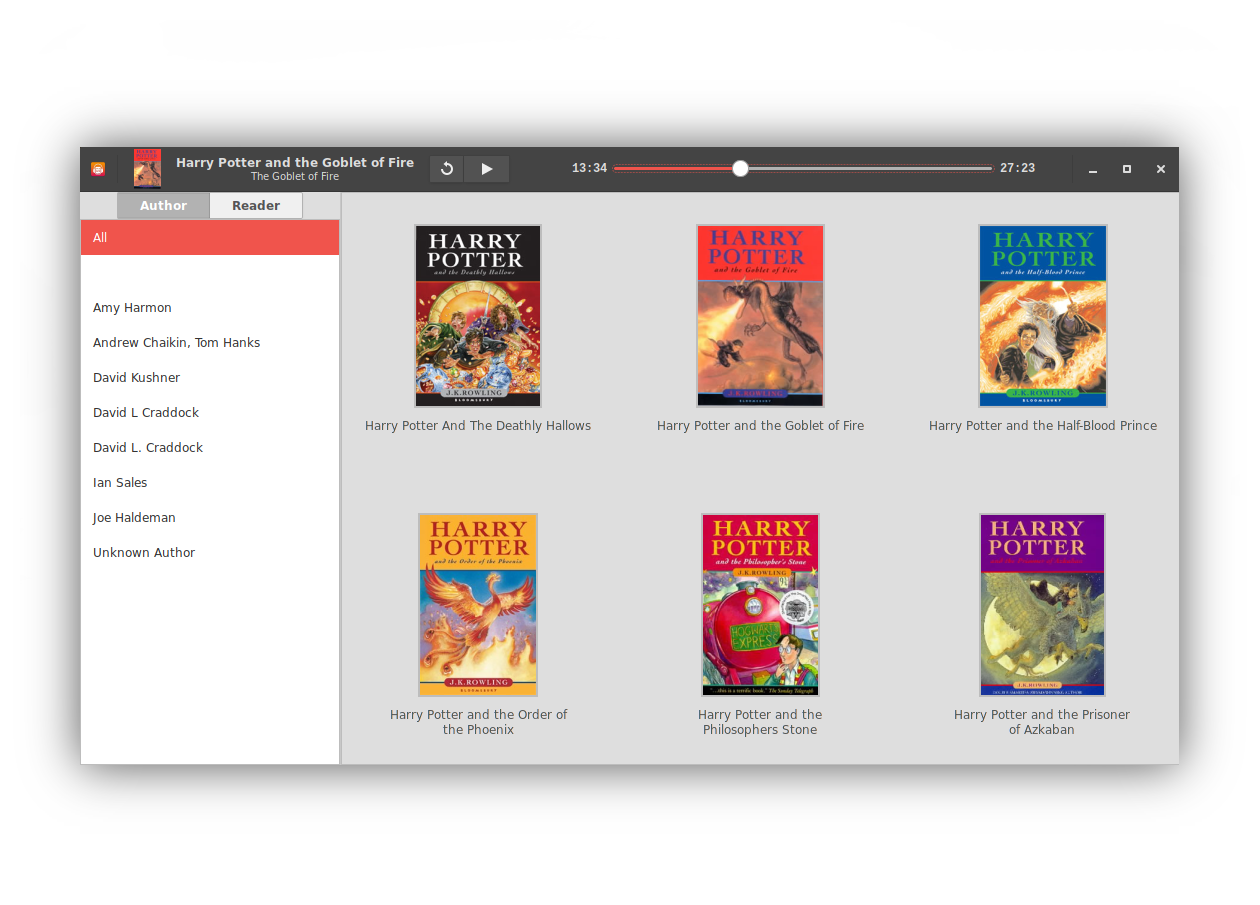 Harry Potter and the Goblet of Fire
The Goblet of Fire
13:34
27:23
Author
Reader
All
Amy Harmon
Andrew Chaikin, Tom Hanks
David Kushner
David L Craddock
David L. Craddock
Ian Sales
Joe Haldeman
Unknown Author
HARRY
POTTER
and the Deathly Hallows
J.K.ROWLING
BLOOMSBURY
Harry Potter And The Deathly Hallows
HARRY
POTTER
and the Goblet of Fire
J.K.ROWLING
BLOOMSBURY
Harry Potter and the Goblet of Fire
HARRY
POTTER
and the Half-Blood Prince
J.K.ROWLING
BLOOMSBURY
Harry Potter and the Half-Blood Prince
HARRY
POTTER
and the Order of the Phoenix
J.K.ROWLING
BLOOMSBURY
Harry Potter and the Order of
the Phoenix
HARRY
POTTER
and the Philosopher's Stone
J.K.ROWLING
HOGWARTS
EXPRESS
"...this is a terrific book." The Sunday Telegraph
Harry Potter and the
Philosophers Stone
HARRY
POTTER
J.K.ROWLING
Harry Potter and the Prisoner
of Azkaban